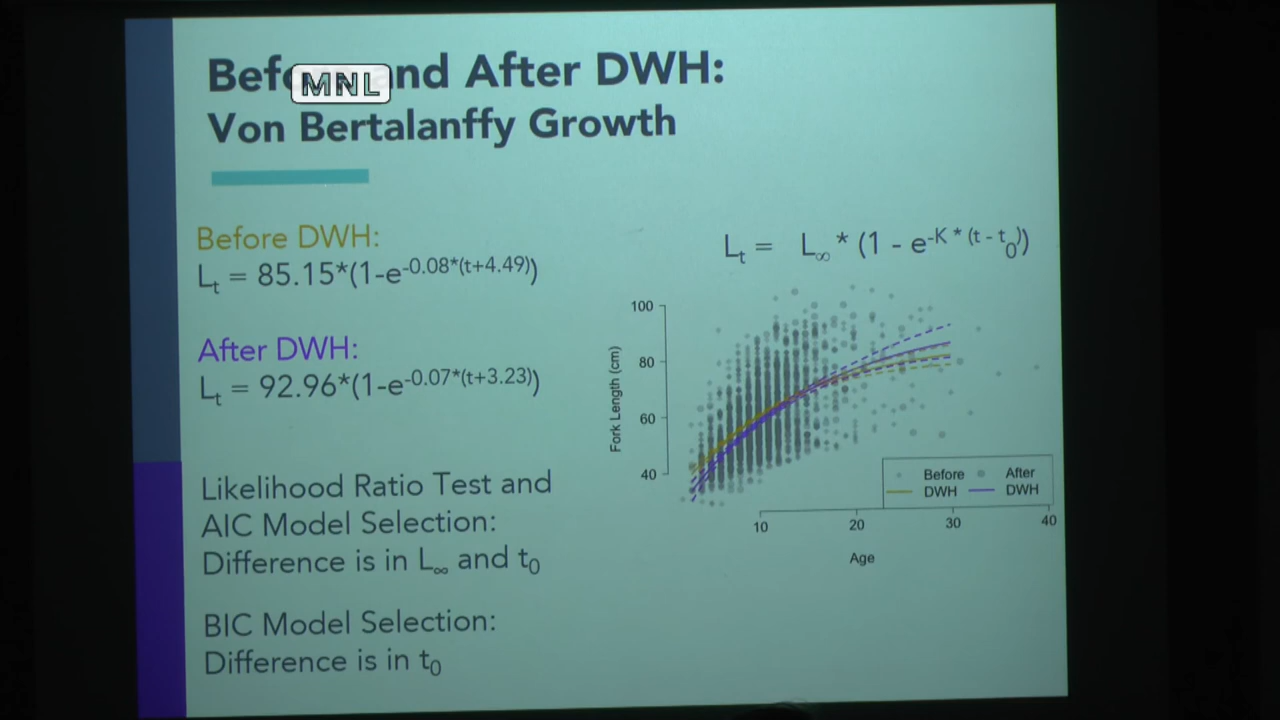 Before and After DWH:
MNL
Von Bertalanffy Growth
Before DWH:
Lₜ = 85.15*(1-e^-0.08*(t+4.49))
After DWH:
Lₜ = 92.96*(1-e^-0.07*(t+3.23))
Likelihood Ratio Test and
AIC Model Selection:
Difference is in L∞ and t₀
BIC Model Selection:
Difference is in t₀
Lₜ = L∞ * (1 - e^-K * (t - t₀))
100
80
60
40
Fork Length (cm)
10 20 30 40
Age
Before After
DWH DWH